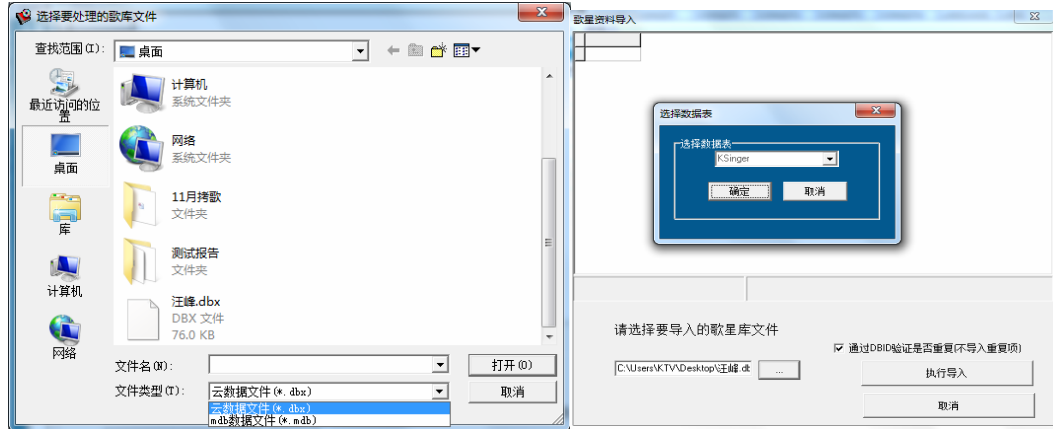 选择要处理的歌库文件
查找范围(I):
桌面
最近访问的位
置
桌面
库
计算机
网络
计算机
系统文件夹
网络
系统文件夹
11月拷歌
文件夹
测试报告
文件夹
汪峰.dbx
DBX 文件
76.0 KB
文件名(N):
打开(O)
文件类型(T):
云数据文件(*.dbx)
取消
云数据文件(*.dbx)
mdb数据文件(*.mdb)
歌星资料导入
选择数据表
选择数据表
KSinger
确定
取消
请选择要导入的歌星库文件
通过DBID验证是否重复(不导入重复项)
C:\Users\KTV\Desktop\汪峰.dt
...
执行导入
取消